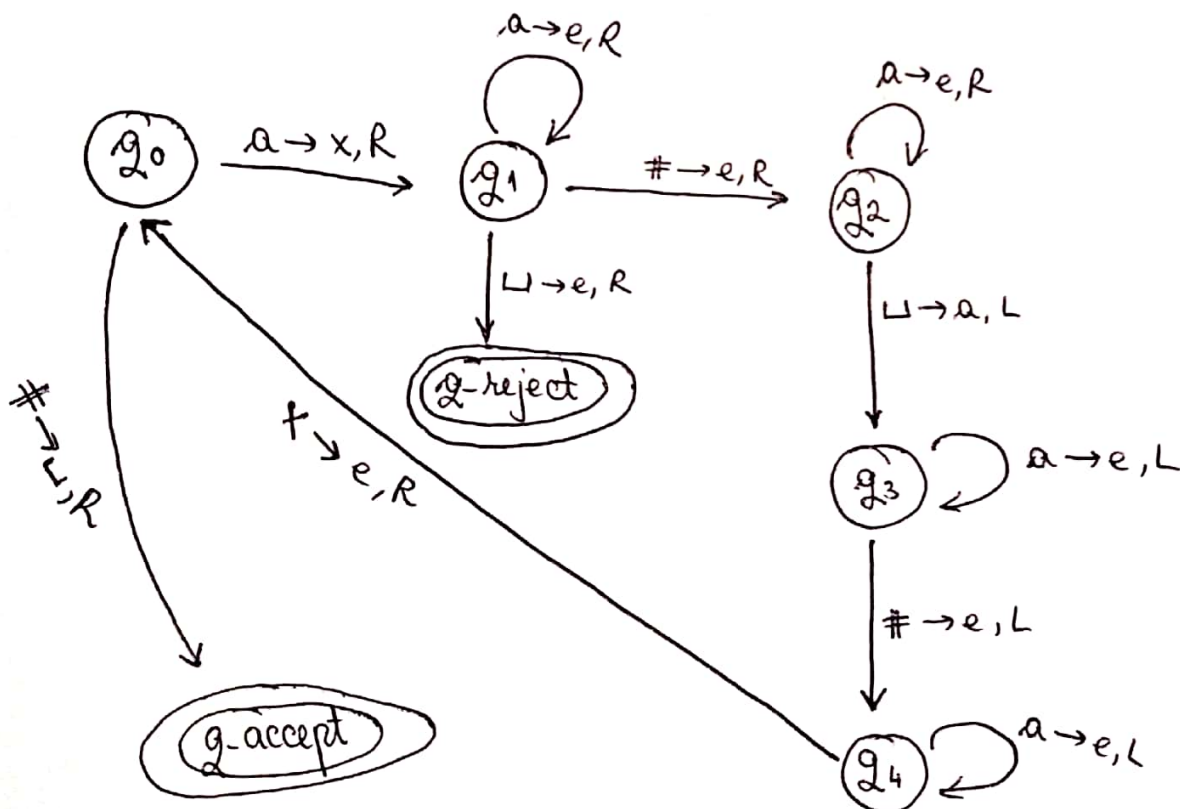 a → e, R
a → e, R
q0
a → x, R
q1
# → e, R
q2
⊔ → e, R
⊔ → a, L
q-reject
# → ⊔, R
x → e, R
q3
a → e, L
# → e, L
q-accept
q4
a → e, L